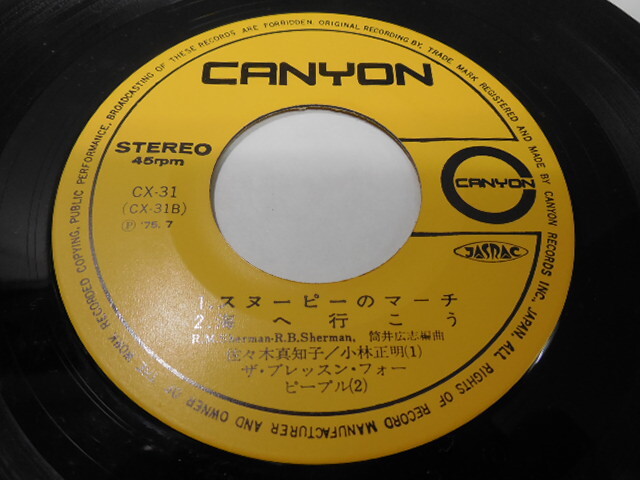 BROADCASTING OF THESE RECORDS ARE FORBIDDEN. ORIGINAL RECORDING BY, TRADE MARK REGISTERED AND MADE BY CANYON RECORDS INC., JAPAN, ALL RIGHTS OF RECORD MANUFACTURER AND OWNER OF THE WORK RECORDED COPYING, PUBLIC PERFORMANCE,
CANYON
STEREO
45rpm
CANYON
CX-31
(CX-31B)
Ⓟ '75. 7
JASRAC
1. スヌーピーのマーチ
2. へ行こう
R.M.Sherman-R.B.Sherman, 筒井広志編曲
佐々木真知子/小林正明(1)
ザ・ブレッスン・フォー
ピープル(2)